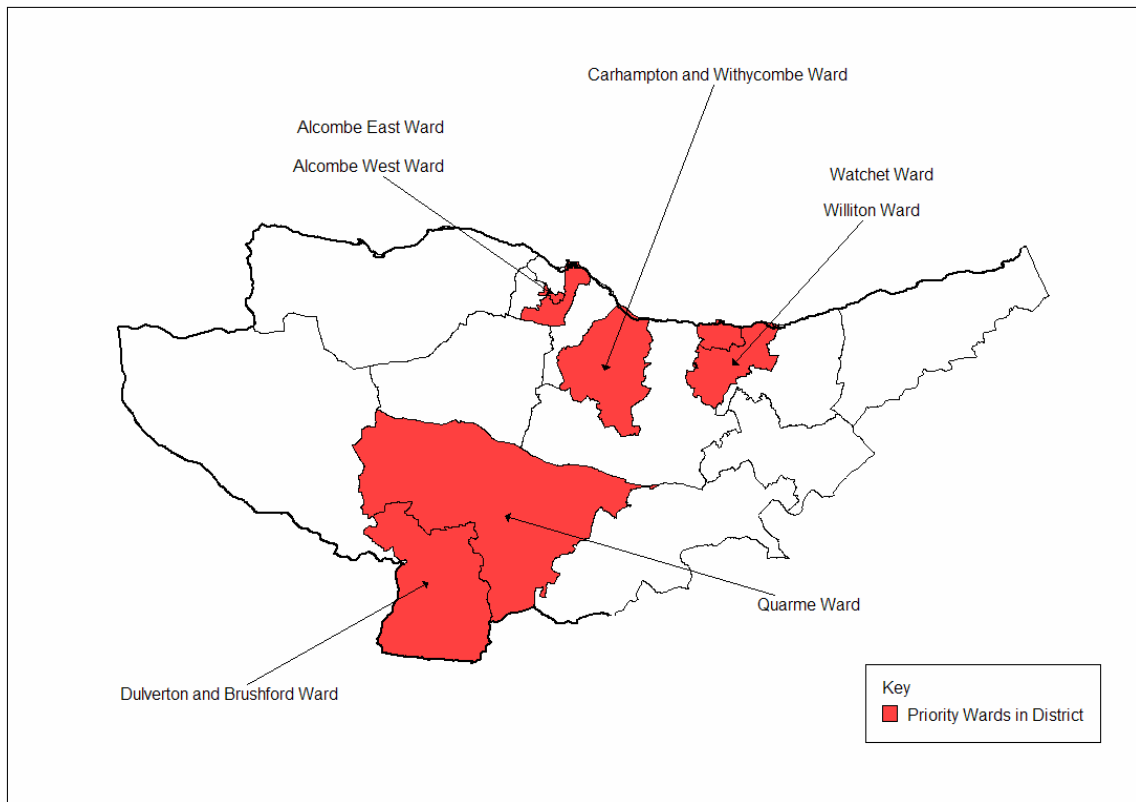 Carhampton and Withycombe Ward
Alcombe East Ward
Alcombe West Ward
Watchet Ward
Williton Ward
Quarme Ward
Dulverton and Brushford Ward
Key
Priority Wards in District